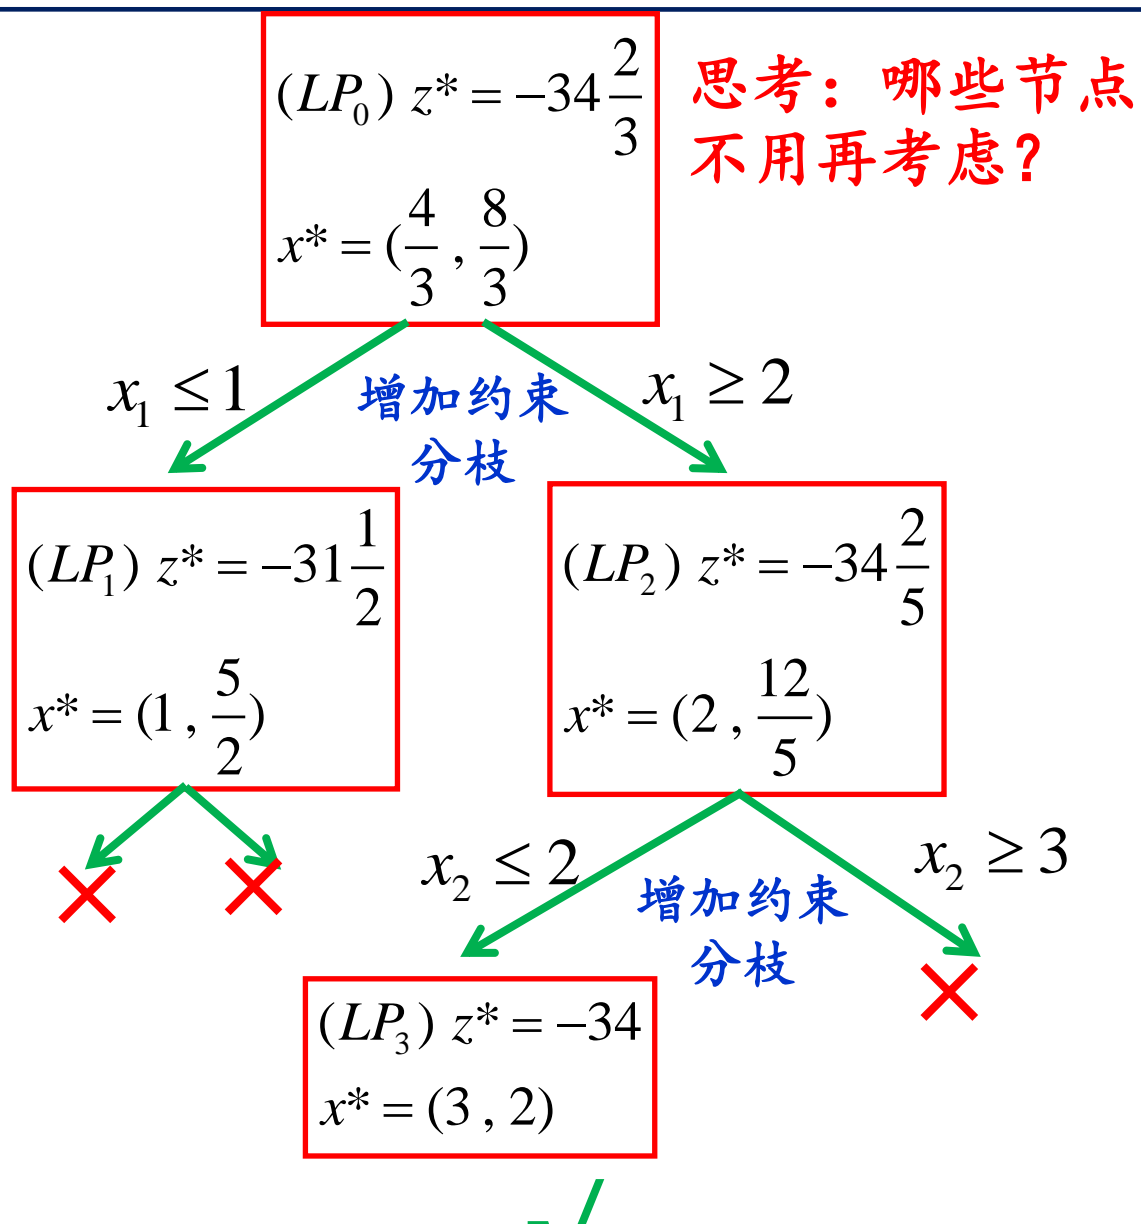 (LP₀) z* = −34 2/3
x* = (4/3 , 8/3)
思考：哪些节点
不用再考虑？
x₁ ≤ 1
增加约束
分枝
x₁ ≥ 2
(LP₁) z* = −31 1/2
x* = (1 , 5/2)
(LP₂) z* = −34 2/5
x* = (2 , 12/5)
x₂ ≤ 2
增加约束
分枝
x₂ ≥ 3
(LP₃) z* = −34
x* = (3 , 2)